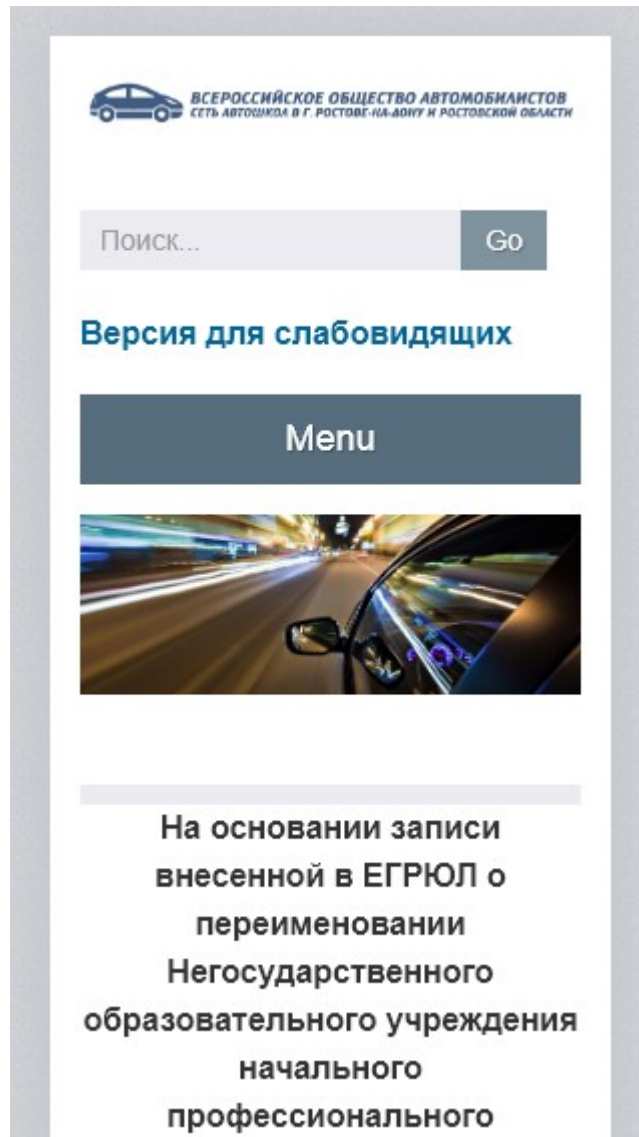 ВСЕРОССИЙСКОЕ ОБЩЕСТВО АВТОМОБИЛИСТОВ
СЕТЬ АВТОШКОЛ В Г. РОСТОВЕ-НА-ДОНУ И РОСТОВСКОЙ ОБЛАСТИ
Поиск...
Go
Версия для слабовидящих
Menu
На основании записи
внесенной в ЕГРЮЛ о
переименовании
Негосударственного
образовательного учреждения
начального
профессионального